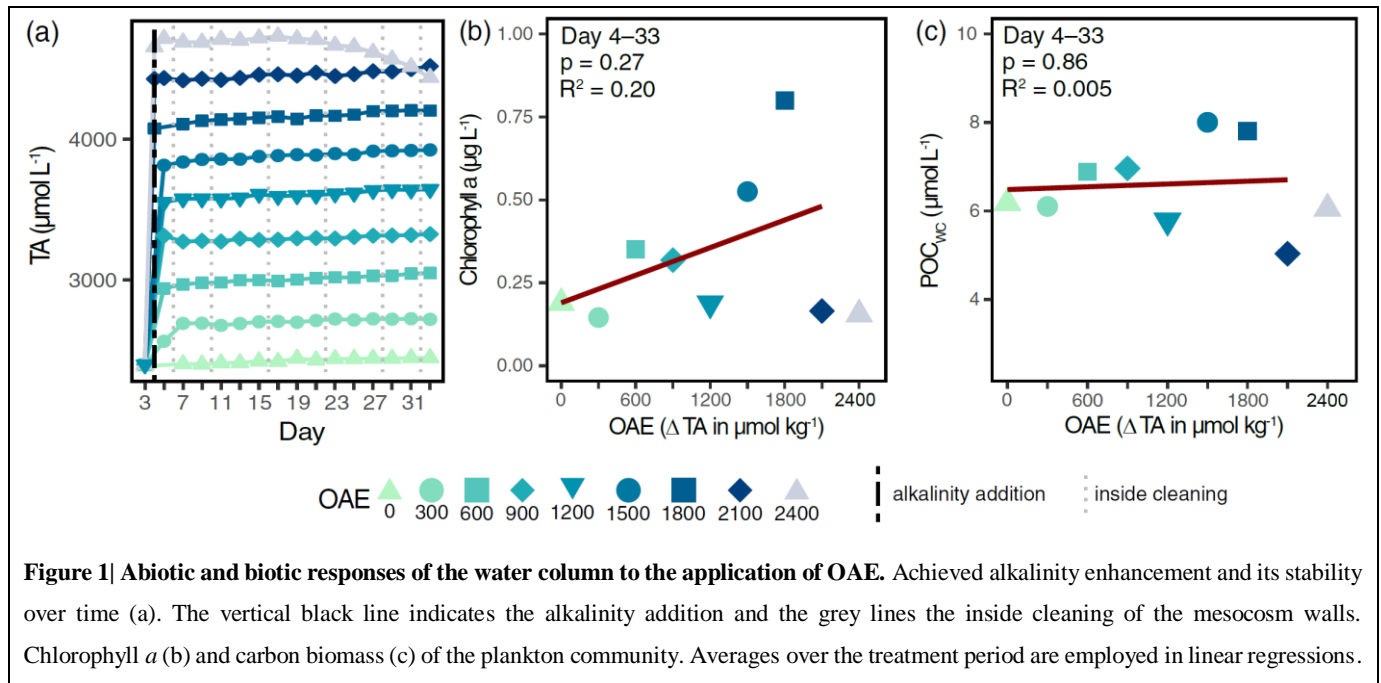 (a)
TA (µmol L⁻¹)
4000
3000
3 7 11 15 19 23 27 31
Day
(b)
Day 4–33
p = 0.27
R² = 0.20
Chlorophyll a (µg L⁻¹)
1.00
0.75
0.50
0.25
0.00
0 600 1200 1800 2400
OAE (Δ TA in µmol kg⁻¹)
(c)
Day 4–33
p = 0.86
R² = 0.005
POC_WC (µmol L⁻¹)
10
8
6
4
0 600 1200 1800 2400
OAE (Δ TA in µmol kg⁻¹)
OAE
0 300 600 900 1200 1500 1800 2100 2400
alkalinity addition
inside cleaning
Figure 1| Abiotic and biotic responses of the water column to the application of OAE. Achieved alkalinity enhancement and its stability
over time (a). The vertical black line indicates the alkalinity addition and the grey lines the inside cleaning of the mesocosm walls.
Chlorophyll a (b) and carbon biomass (c) of the plankton community. Averages over the treatment period are employed in linear regressions.